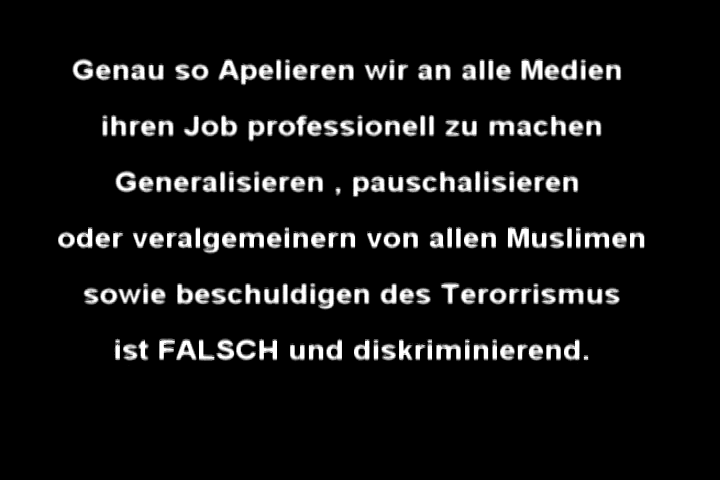 Genau so Apelieren wir an alle Medien
ihren Job professionell zu machen
Generalisieren , pauschalisieren
oder veralgemeinern von allen Muslimen
sowie beschuldigen des Terorrismus
ist FALSCH und diskriminierend.